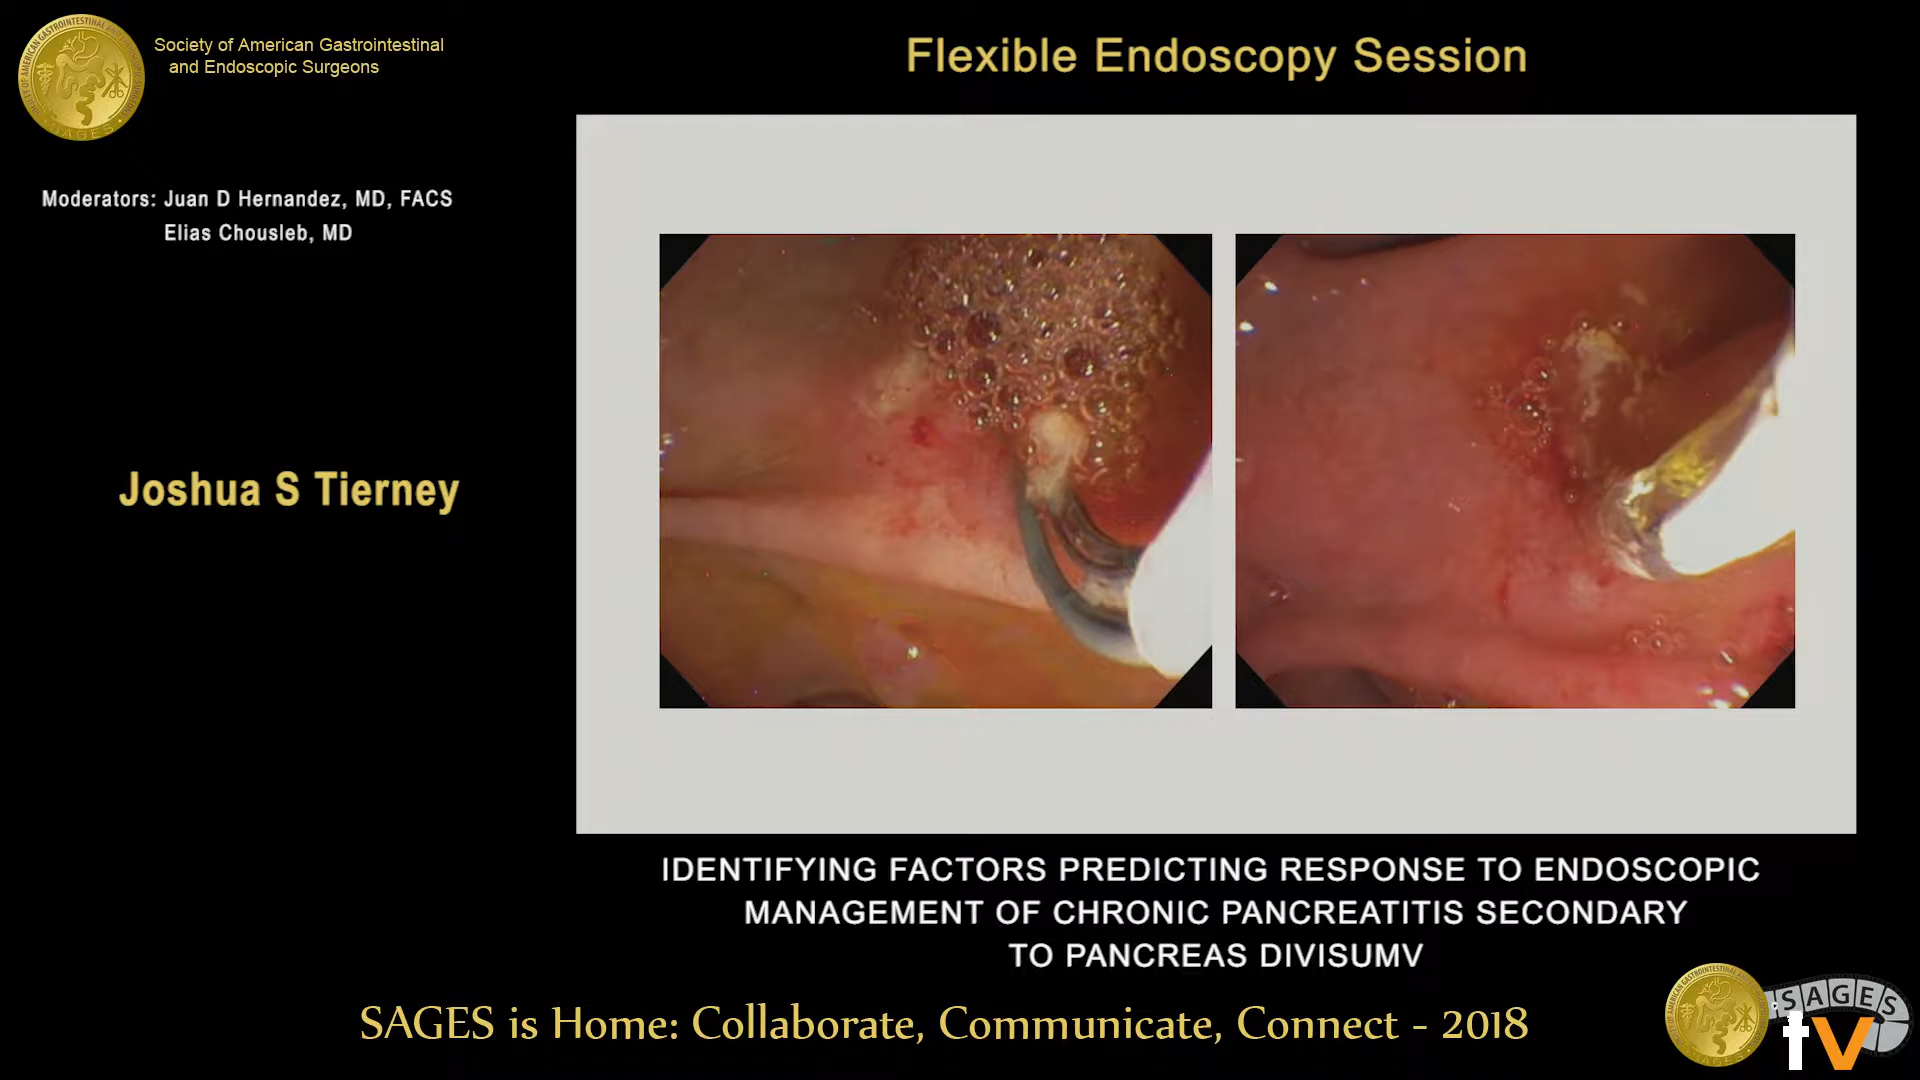 Society of American Gastrointestinal
and Endoscopic Surgeons
Flexible Endoscopy Session
Moderators: Juan D Hernandez, MD, FACS
Elias Chousleb, MD
Joshua S Tierney
IDENTIFYING FACTORS PREDICTING RESPONSE TO ENDOSCOPIC
MANAGEMENT OF CHRONIC PANCREATITIS SECONDARY
TO PANCREAS DIVISUMV
SAGES is Home: Collaborate, Communicate, Connect - 2018
SAGES
tv